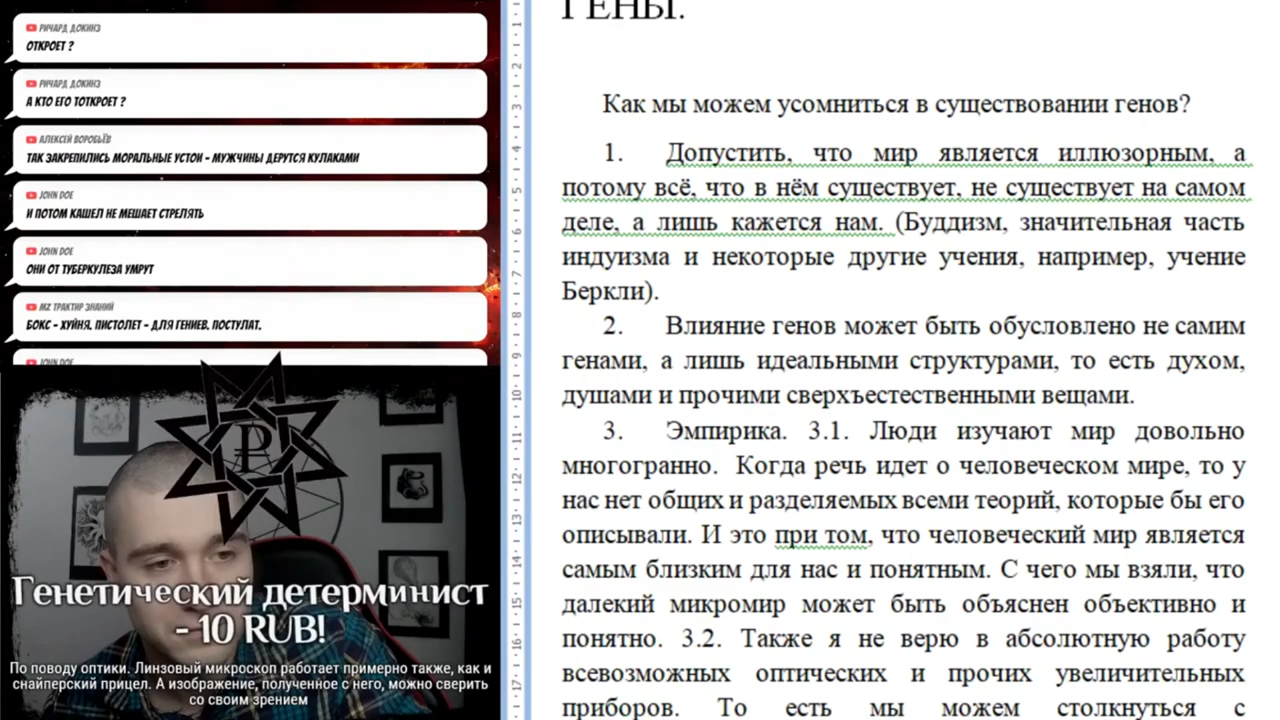 РИЧАРД ДОКИНЗ
ОТКРОЕТ ?
РИЧАРД ДОКИНЗ
А КТО ЕГО ТОТКРОЕТ ?
АЛЕКСЕЙ ВОРОБЬЁВ
ТАК ЗАКРЕПИЛИСЬ МОРАЛЬНЫЕ УСТОИ - МУЖЧИНЫ ДЕРУТСЯ КУЛАКАМИ
JOHN DOE
И ПОТОМ КАШЕЛ НЕ МЕШАЕТ СТРЕЛЯТЬ
JOHN DOE
ОНИ ОТ ТУБЕРКУЛЕЗА УМРУТ
MZ ТРАКТИР ЗНАНИЙ
БОКС - ХУЙНЯ, ПИСТОЛЕТ - ДЛЯ ГЕНИЕВ. ПОСТУЛАТ.
JOHN DOE
Генетический детерминист
- 10 RUB!
По поводу оптики. Линзовый микроскоп работает примерно также, как и
снайперский прицел. А изображение, полученное с него, можно сверить
со своим зрением
ГЕНЫ.
Как мы можем усомниться в существовании генов?
1. Допустить, что мир является иллюзорным, а
потому всё, что в нём существует, не существует на самом
деле, а лишь кажется нам. (Буддизм, значительная часть
индуизма и некоторые другие учения, например, учение
Беркли).
2. Влияние генов может быть обусловлено не самим
генами, а лишь идеальными структурами, то есть духом,
душами и прочими сверхъестественными вещами.
3. Эмпирика. 3.1. Люди изучают мир довольно
многогранно. Когда речь идет о человеческом мире, то у
нас нет общих и разделяемых всеми теорий, которые бы его
описывали. И это при том, что человеческий мир является
самым близким для нас и понятным. С чего мы взяли, что
далекий микромир может быть объяснен объективно и
понятно. 3.2. Также я не верю в абсолютную работу
всевозможных оптических и прочих увеличительных
приборов. То есть мы можем столкнуться с